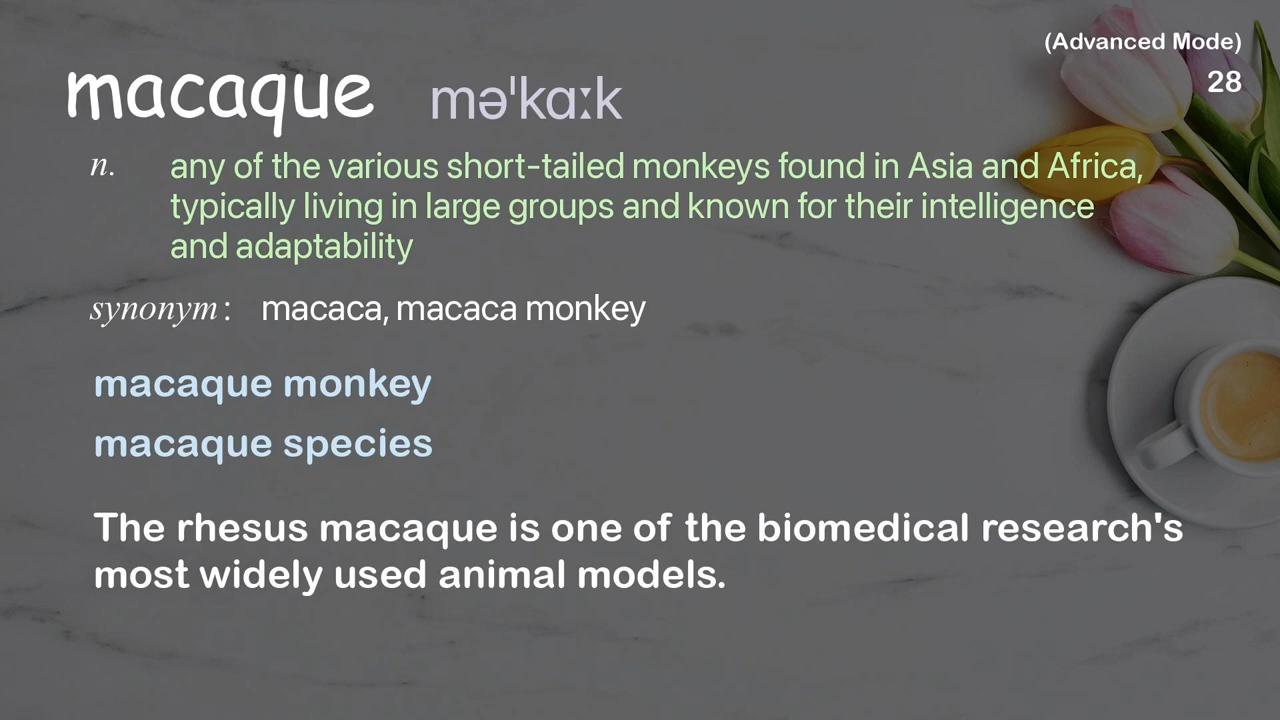 (Advanced Mode)
28
macaque məˈkɑːk
n. any of the various short-tailed monkeys found in Asia and Africa,
typically living in large groups and known for their intelligence
and adaptability
synonym: macaca, macaca monkey
macaque monkey
macaque species
The rhesus macaque is one of the biomedical research's
most widely used animal models.